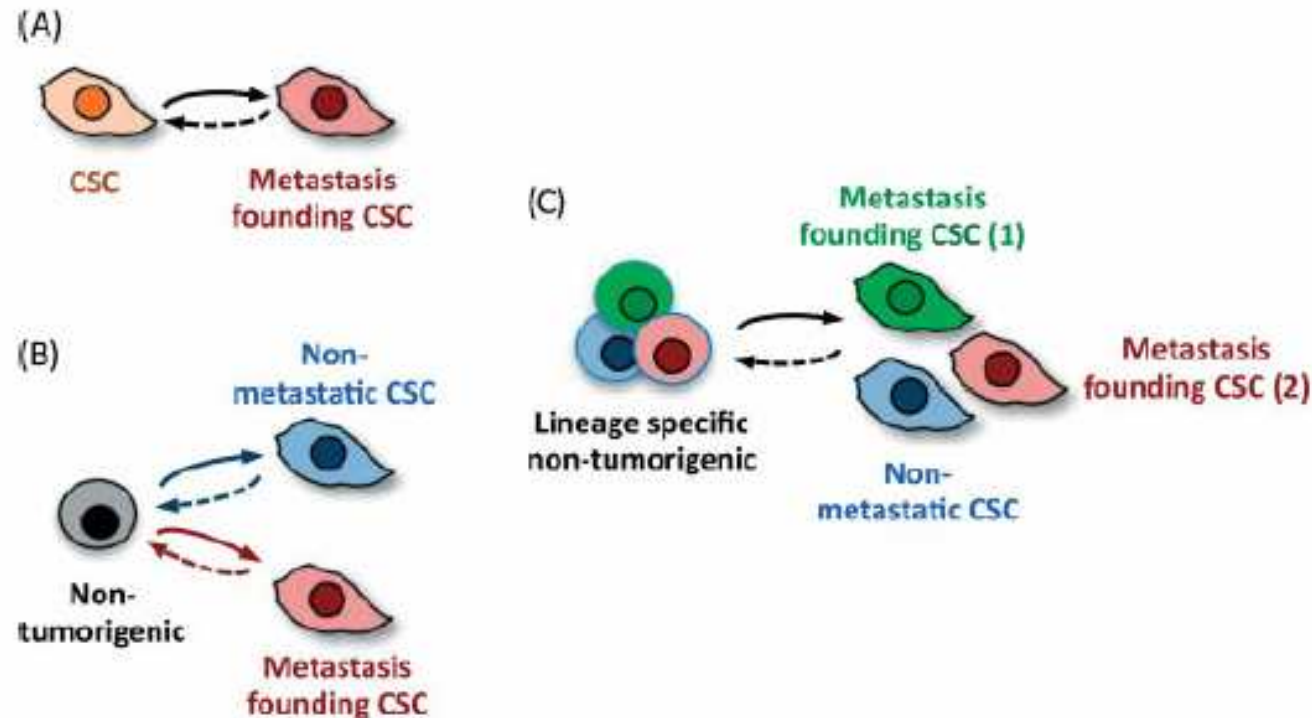 (A)
CSC
Metastasis
founding CSC
(B)
Non-
metastatic CSC
Non-
tumorigenic
Metastasis
founding CSC
(C)
Metastasis
founding CSC (1)
Metastasis
founding CSC (2)
Lineage specific
non-tumorigenic
Non-
metastatic CSC